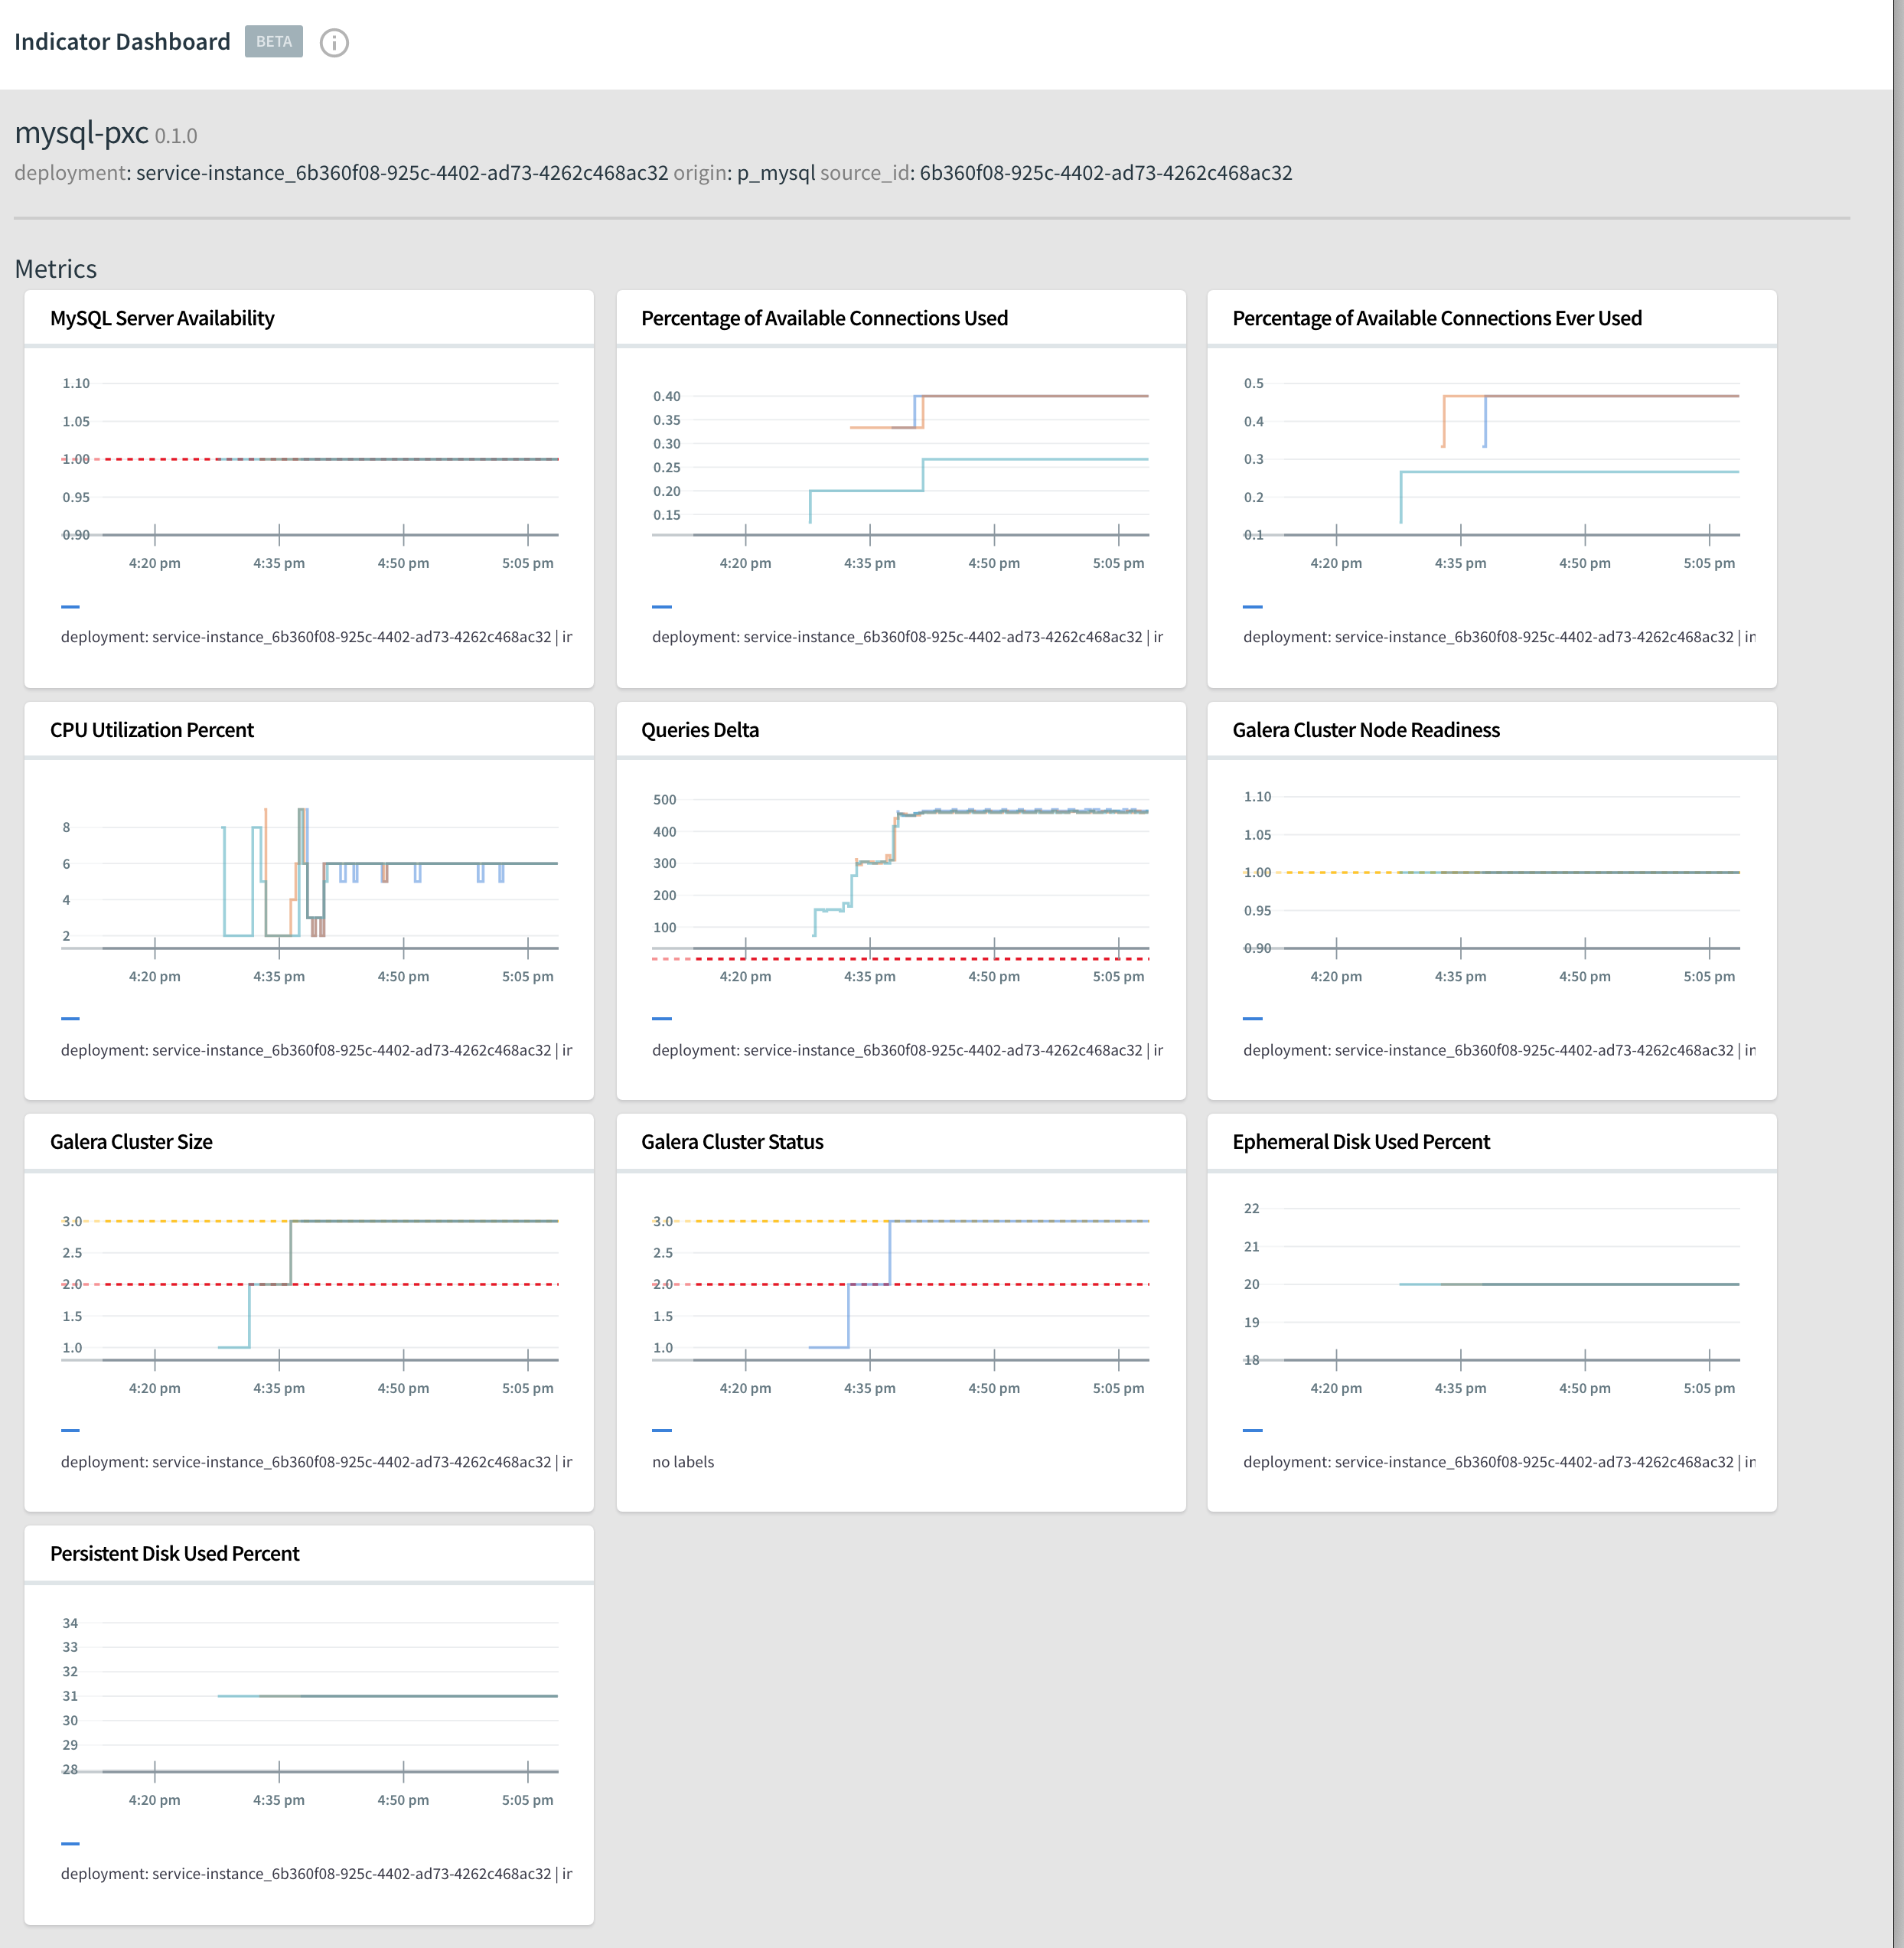 Indicator Dashboard BETA
mysql-pxc 0.1.0
deployment: service-instance_6b360f08-925c-4402-ad73-4262c468ac32 origin: p_mysql source_id: 6b360f08-925c-4402-ad73-4262c468ac32
Metrics
MySQL Server Availability
1.10
1.05
1.00
0.95
0.90
4:20 pm 4:35 pm 4:50 pm 5:05 pm
deployment: service-instance_6b360f08-925c-4402-ad73-4262c468ac32 |
Percentage of Available Connections Used
0.40
0.35
0.30
0.25
0.20
0.15
4:20 pm 4:35 pm 4:50 pm 5:05 pm
deployment: service-instance_6b360f08-925c-4402-ad73-4262c468ac32 |
Percentage of Available Connections Ever Used
0.5
0.4
0.3
0.2
0.1
4:20 pm 4:35 pm 4:50 pm 5:05 pm
deployment: service-instance_6b360f08-925c-4402-ad73-4262c468ac32 |
CPU Utilization Percent
8
6
4
2
4:20 pm 4:35 pm 4:50 pm 5:05 pm
deployment: service-instance_6b360f08-925c-4402-ad73-4262c468ac32 |
Queries Delta
500
400
300
200
100
4:20 pm 4:35 pm 4:50 pm 5:05 pm
deployment: service-instance_6b360f08-925c-4402-ad73-4262c468ac32 |
Galera Cluster Node Readiness
1.10
1.05
1.00
0.95
0.90
4:20 pm 4:35 pm 4:50 pm 5:05 pm
deployment: service-instance_6b360f08-925c-4402-ad73-4262c468ac32 |
Galera Cluster Size
3.0
2.5
2.0
1.5
1.0
4:20 pm 4:35 pm 4:50 pm 5:05 pm
deployment: service-instance_6b360f08-925c-4402-ad73-4262c468ac32 |
Galera Cluster Status
3.0
2.5
2.0
1.5
1.0
4:20 pm 4:35 pm 4:50 pm 5:05 pm
no labels
Ephemeral Disk Used Percent
22
21
20
19
18
4:20 pm 4:35 pm 4:50 pm 5:05 pm
deployment: service-instance_6b360f08-925c-4402-ad73-4262c468ac32 |
Persistent Disk Used Percent
34
33
32
31
30
29
28
4:20 pm 4:35 pm 4:50 pm 5:05 pm
deployment: service-instance_6b360f08-925c-4402-ad73-4262c468ac32 |